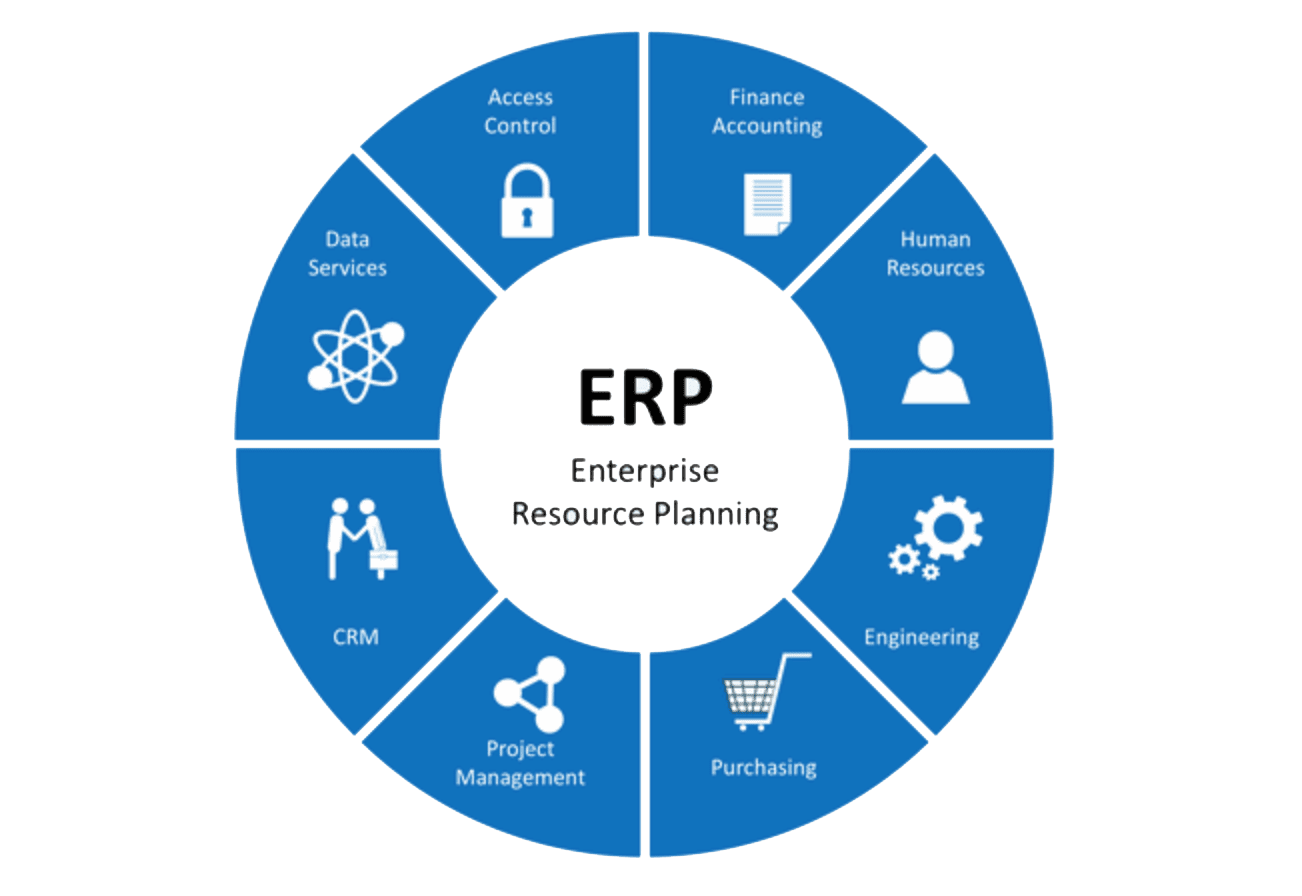 Access
Control
Finance
Accounting
Data
Services
Human
Resources
ERP
Enterprise
Resource Planning
CRM
Engineering
Project
Management
Purchasing